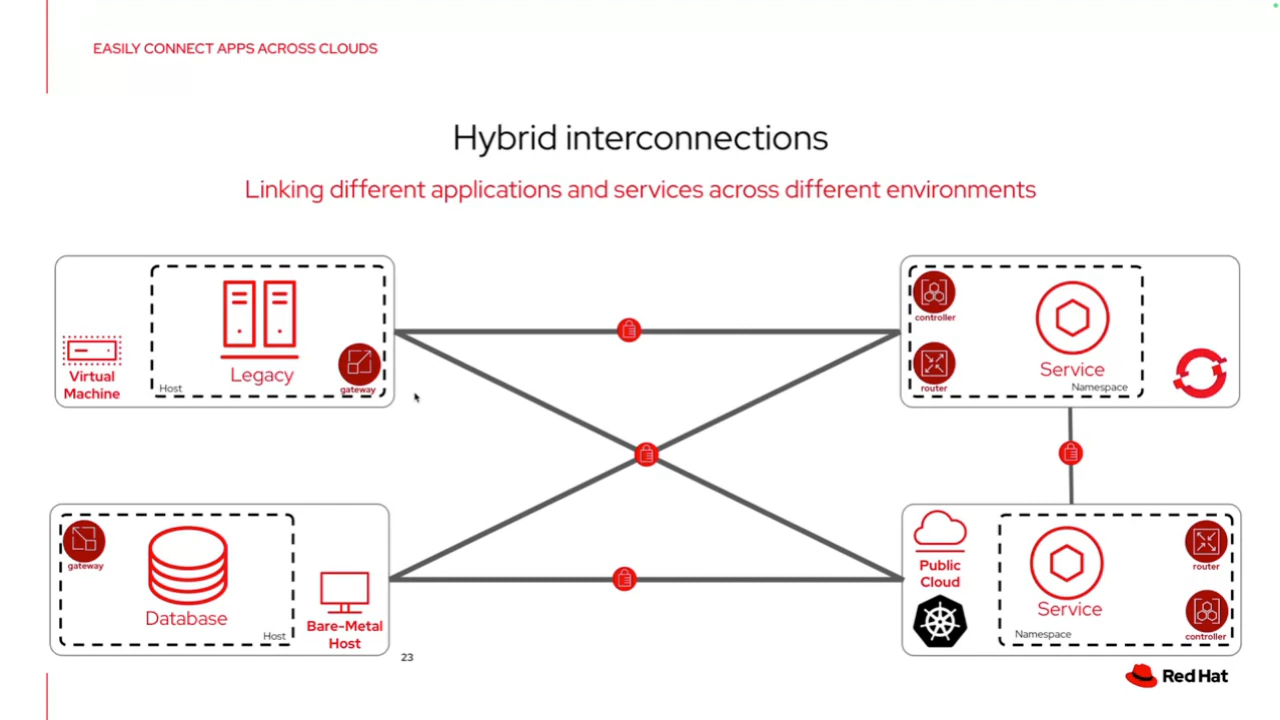 EASILY CONNECT APPS ACROSS CLOUDS
Hybrid interconnections
Linking different applications and services across different environments
Virtual
Machine
Host
Legacy
gateway
controller
router
Service
Namespace
gateway
Database
Host
Bare-Metal
Host
Public
Cloud
Service
Namespace
router
controller
23
Red Hat